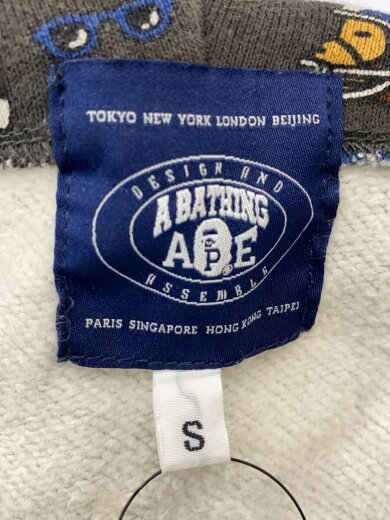 TOKYO NEW YORK LONDON BEIJING
DESIGN AND
A BATHING
APE
ASSEMBLE
PARIS SINGAPORE HONG KONG TAIPEI
S